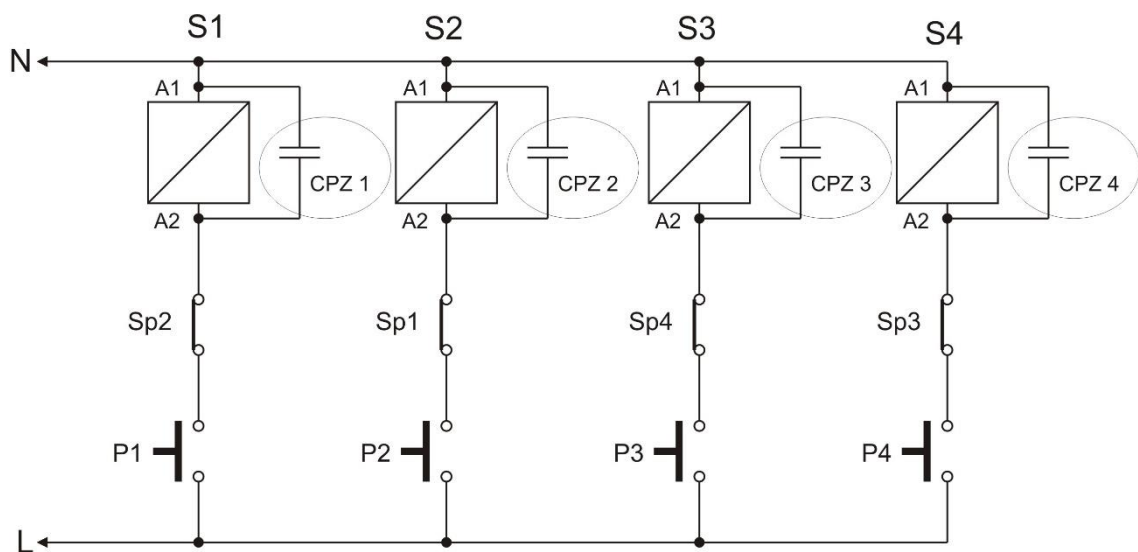 S1 S2 S3 S4
N
A1 A1 A1 A1
CPZ 1 CPZ 2 CPZ 3 CPZ 4
A2 A2 A2 A2
Sp2 Sp1 Sp4 Sp3
P1 P2 P3 P4
L